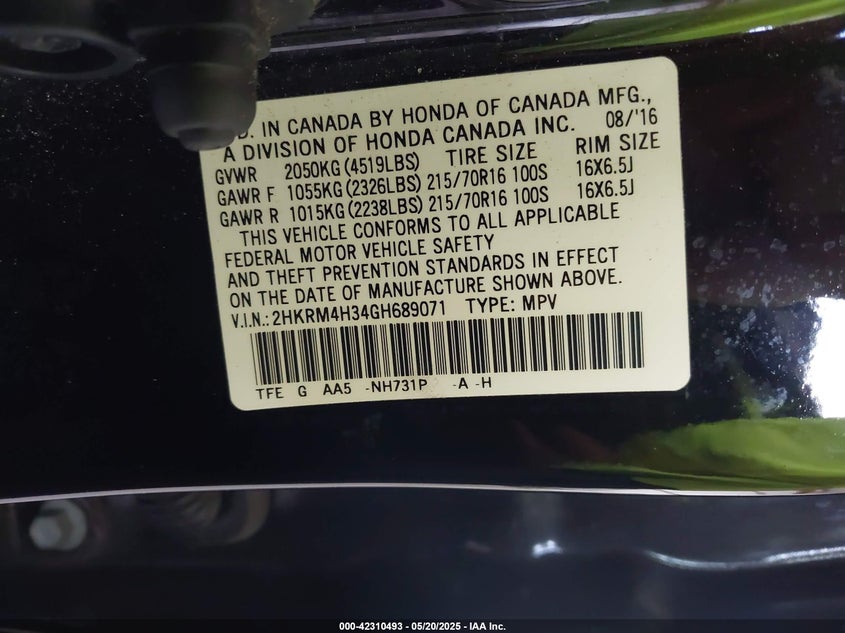 IN CANADA BY HONDA OF CANADA MFG.,
A DIVISION OF HONDA CANADA INC. 08/'16
GVWR 2050KG (4519LBS) TIRE SIZE RIM SIZE
GAWR F 1055KG (2326LBS) 215/70R16 100S 16X6.5J
GAWR R 1015KG (2238LBS) 215/70R16 100S 16X6.5J
THIS VEHICLE CONFORMS TO ALL APPLICABLE
FEDERAL MOTOR VEHICLE SAFETY
AND THEFT PREVENTION STANDARDS IN EFFECT
ON THE DATE OF MANUFACTURE SHOWN ABOVE.
V.I.N.: 2HKRM4H34GH689071 TYPE: MPV
TFE G AA5 -NH731P -A -H
000-42310493 - 05/20/2025 - IAA Inc.